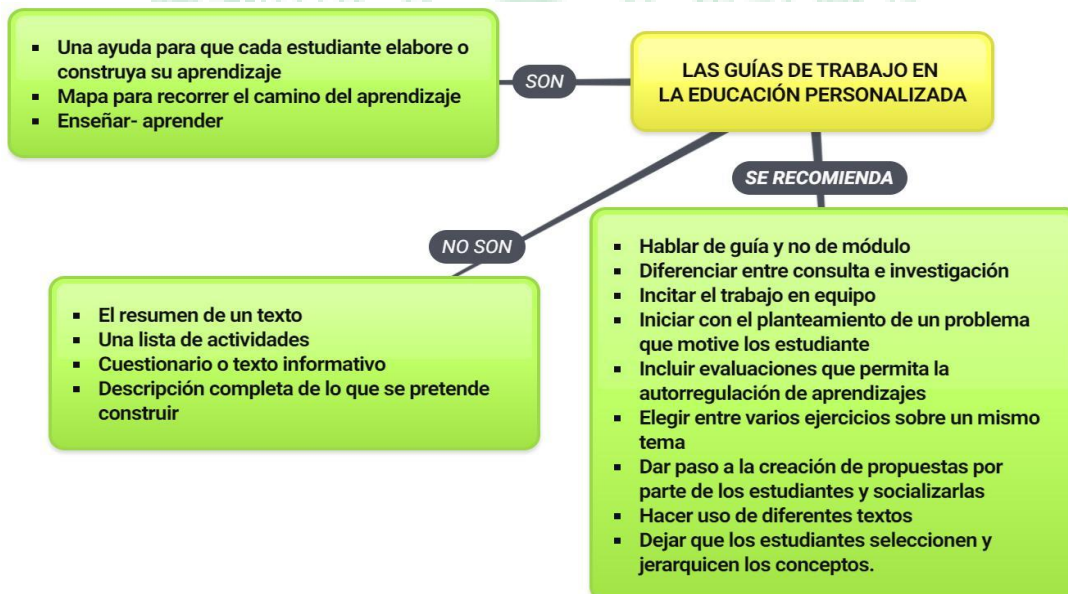 LAS GUÍAS DE TRABAJO EN
LA EDUCACIÓN PERSONALIZADA
SON
▪ Una ayuda para que cada estudiante elabore o
construya su aprendizaje
▪ Mapa para recorrer el camino del aprendizaje
▪ Enseñar- aprender
NO SON
▪ El resumen de un texto
▪ Una lista de actividades
▪ Cuestionario o texto informativo
▪ Descripción completa de lo que se pretende
construir
SE RECOMIENDA
▪ Hablar de guía y no de módulo
▪ Diferenciar entre consulta e investigación
▪ Incitar el trabajo en equipo
▪ Iniciar con el planteamiento de un problema
que motive los estudiante
▪ Incluir evaluaciones que permita la
autorregulación de aprendizajes
▪ Elegir entre varios ejercicios sobre un mismo
tema
▪ Dar paso a la creación de propuestas por
parte de los estudiantes y socializarlas
▪ Hacer uso de diferentes textos
▪ Dejar que los estudiantes seleccionen y
jerarquicen los conceptos.